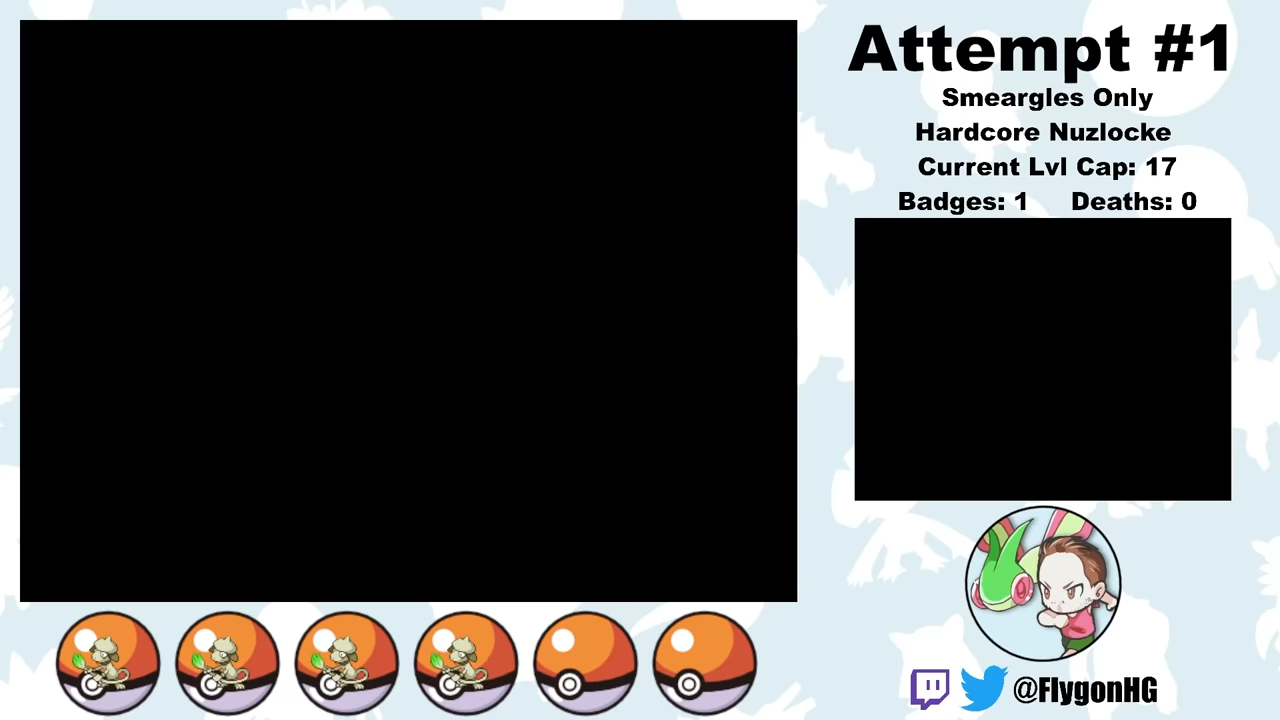 Attempt #1
Smeargles Only
Hardcore Nuzlocke
Current Lvl Cap: 17
Badges: 1 Deaths: 0
@FlygonHG